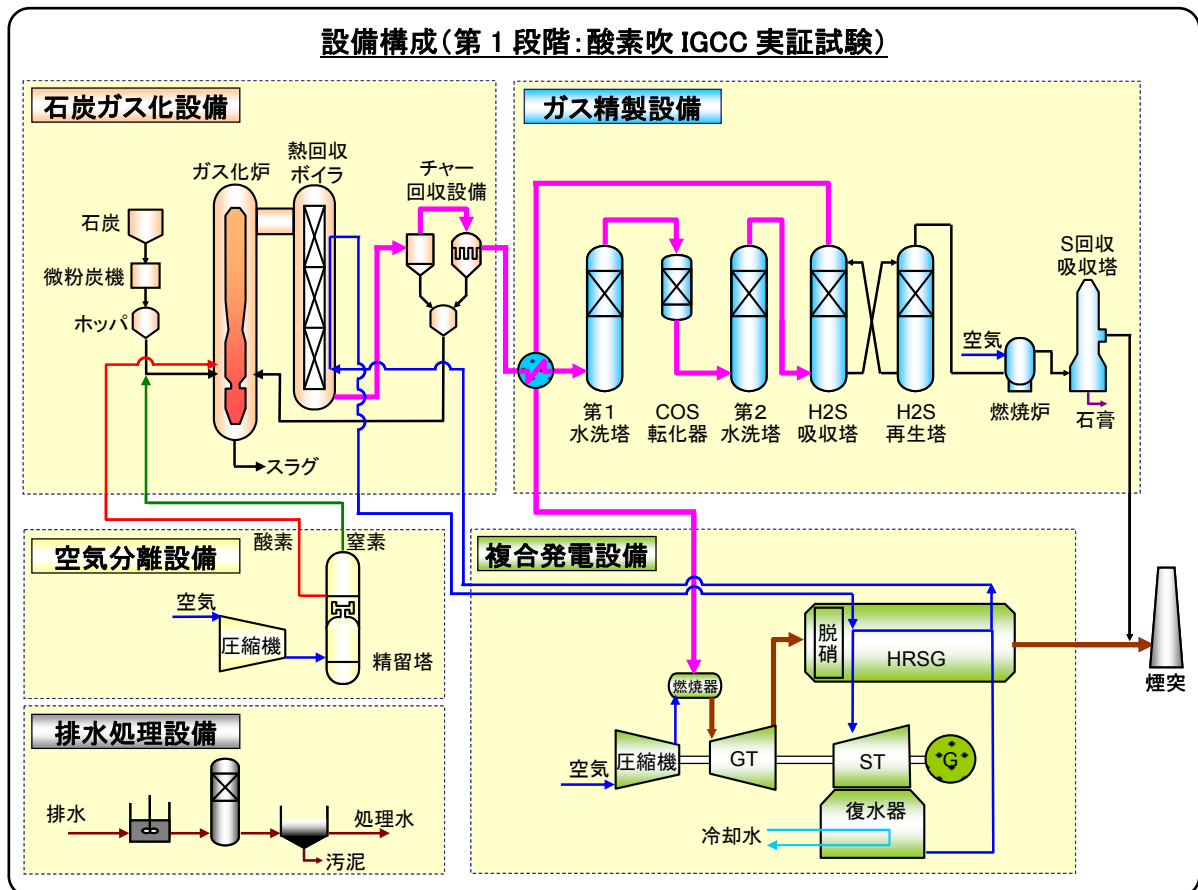 設備構成(第1段階:酸素吹 IGCC 実証試験)
石炭ガス化設備
ガス化炉
熱回収
ボイラ
チャー
回収設備
石炭
微粉炭機
ホッパ
スラグ
ガス精製設備
S回収
吸収塔
空気
燃焼炉
石膏
第1
水洗塔
COS
転化器
第2
水洗塔
H2S
吸収塔
H2S
再生塔
空気分離設備
酸素
窒素
空気
圧縮機
精留塔
複合発電設備
脱硝
HRSG
煙突
燃焼器
空気
圧縮機
GT
ST
G
復水器
冷却水
排水処理設備
排水
処理水
汚泥